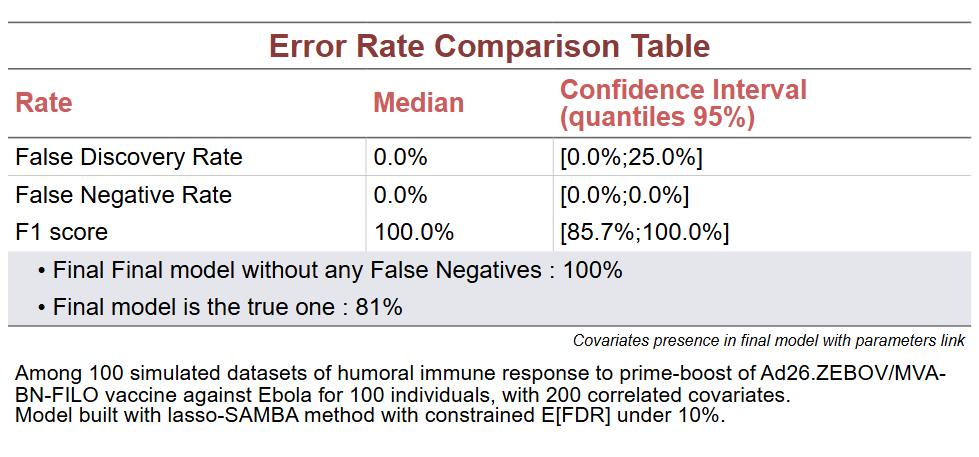 Error Rate Comparison Table
Rate Median Confidence Interval
(quantiles 95%)
False Discovery Rate 0.0% [0.0%;25.0%]
False Negative Rate 0.0% [0.0%;0.0%]
F1 score 100.0% [85.7%;100.0%]
• Final Final model without any False Negatives : 100%
• Final model is the true one : 81%
Covariates presence in final model with parameters link
Among 100 simulated datasets of humoral immune response to prime-boost of Ad26.ZEBOV/MVA-
BN-FILO vaccine against Ebola for 100 individuals, with 200 correlated covariates.
Model built with lasso-SAMBA method with constrained E[FDR] under 10%.